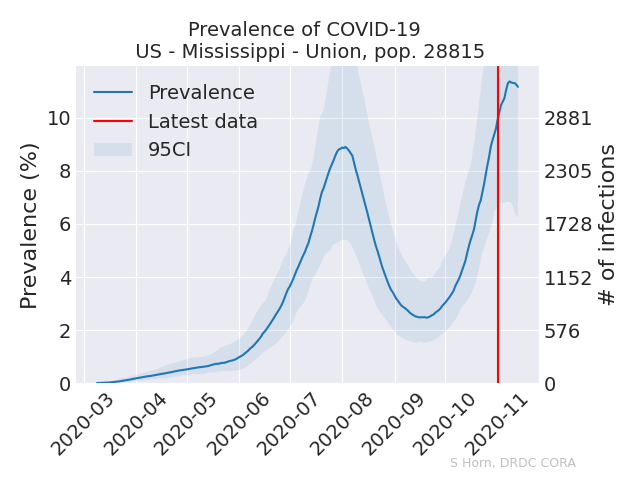 Prevalence of COVID-19
US - Mississippi - Union, pop. 28815
Prevalence
Latest data
95CI
Prevalence (%)
10
8
6
4
2
0
2881
2305
1728
1152
576
0
# of infections
2020-03
2020-04
2020-05
2020-06
2020-07
2020-08
2020-09
2020-10
2020-11
S Horn, DRDC CORA